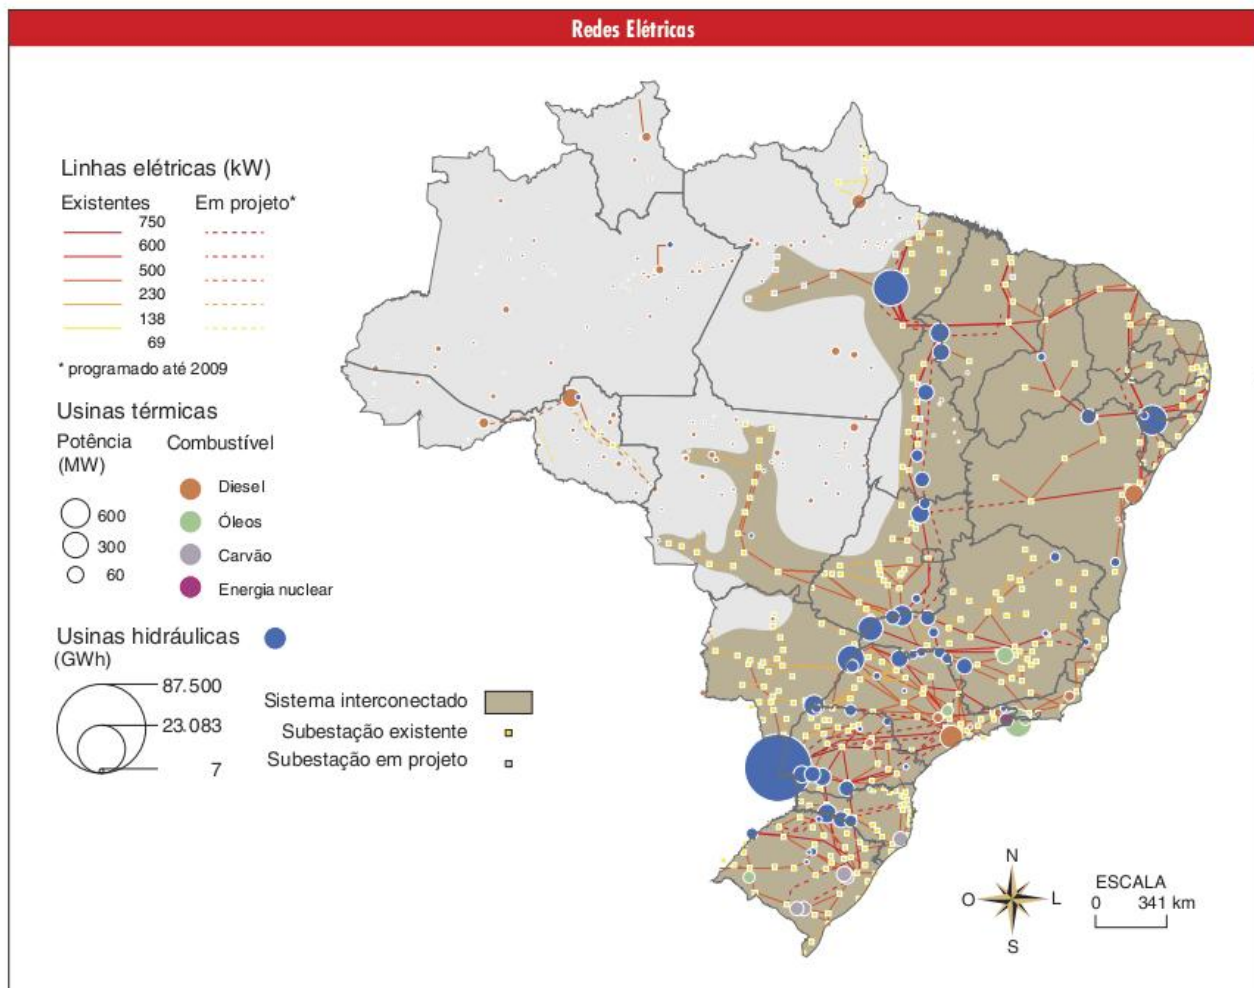 Redes Elétricas
Linhas elétricas (kW)
Existentes Em projeto*
750
600
500
230
138
69
* programado até 2009
Usinas térmicas
Potência
(MW)
Combustível
600
300
60
Diesel
Óleos
Carvão
Energia nuclear
Usinas hidráulicas
(GWh)
87.500
23.083
7
Sistema interconectado
Subestação existente
Subestação em projeto
N
O L
S
ESCALA
0 341 km